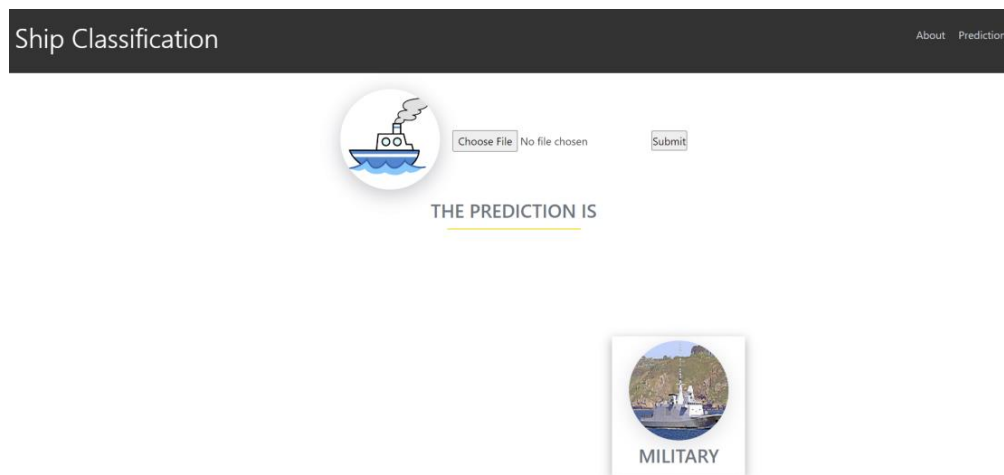 Ship Classification
About Prediction
Choose File No file chosen Submit
THE PREDICTION IS
MILITARY